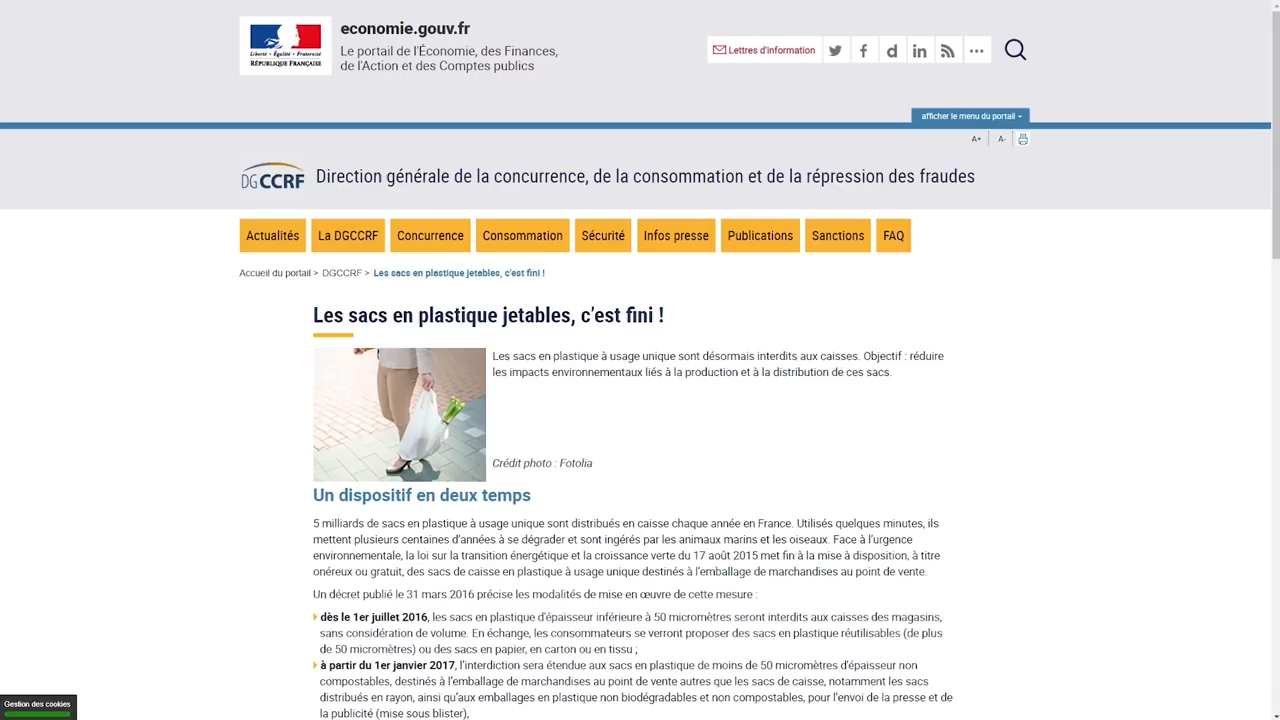 Liberté • Égalité • Fraternité
RÉPUBLIQUE FRANÇAISE
economie.gouv.fr
Le portail de l'Économie, des Finances,
de l'Action et des Comptes publics
Lettres d'information
afficher le menu du portail
A+ A-
DGCCRF
Direction générale de la concurrence, de la consommation et de la répression des fraudes
Actualités La DGCCRF Concurrence Consommation Sécurité Infos presse Publications Sanctions FAQ
Accueil du portail > DGCCRF > Les sacs en plastique jetables, c'est fini !
Les sacs en plastique jetables, c’est fini !
Les sacs en plastique à usage unique sont désormais interdits aux caisses. Objectif : réduire
les impacts environnementaux liés à la production et à la distribution de ces sacs.
Crédit photo : Fotolia
Un dispositif en deux temps
5 milliards de sacs en plastique à usage unique sont distribués en caisse chaque année en France. Utilisés quelques minutes, ils
mettent plusieurs centaines d’années à se dégrader et sont ingérés par les animaux marins et les oiseaux. Face à l’urgence
environnementale, la loi sur la transition énergétique et la croissance verte du 17 août 2015 met fin à la mise à disposition, à titre
onéreux ou gratuit, des sacs de caisse en plastique à usage unique destinés à l’emballage de marchandises au point de vente.
Un décret publié le 31 mars 2016 précise les modalités de mise en œuvre de cette mesure :
dès le 1er juillet 2016, les sacs en plastique d'épaisseur inférieure à 50 micromètres seront interdits aux caisses des magasins,
sans considération de volume. En échange, les consommateurs se verront proposer des sacs en plastique réutilisables (de plus
de 50 micromètres) ou des sacs en papier, en carton ou en tissu ;
à partir du 1er janvier 2017, l’interdiction sera étendue aux sacs en plastique de moins de 50 micromètres d’épaisseur non
compostables, destinés à l’emballage de marchandises au point de vente autres que les sacs de caisse, notamment les sacs
distribués en rayon, ainsi qu’aux emballages en plastique non biodégradables et non compostables, pour l’envoi de la presse et de
la publicité (mise sous blister),
Gestion des cookies